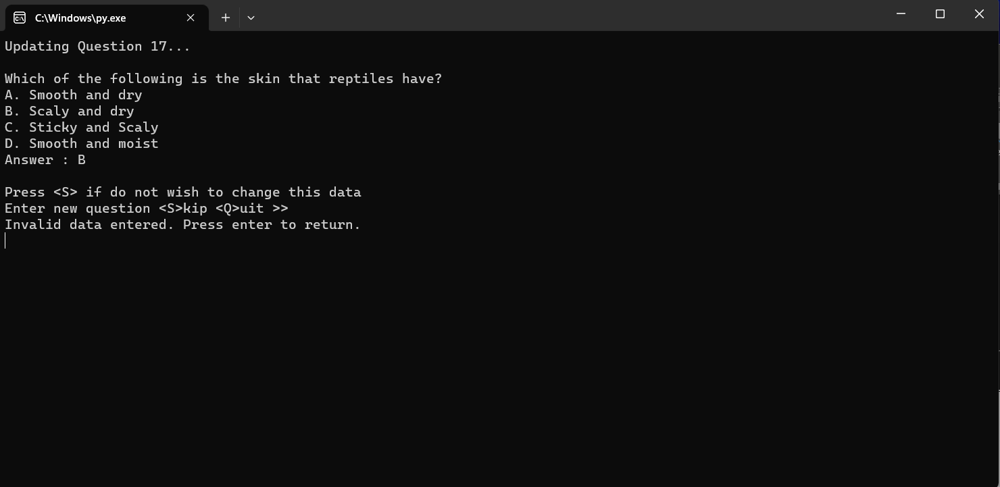 C:\Windows\py.exe
Updating Question 17...
Which of the following is the skin that reptiles have?
A. Smooth and dry
B. Scaly and dry
C. Sticky and Scaly
D. Smooth and moist
Answer : B
Press <S> if do not wish to change this data
Enter new question <S>kip <Q>uit >>
Invalid data entered. Press enter to return.